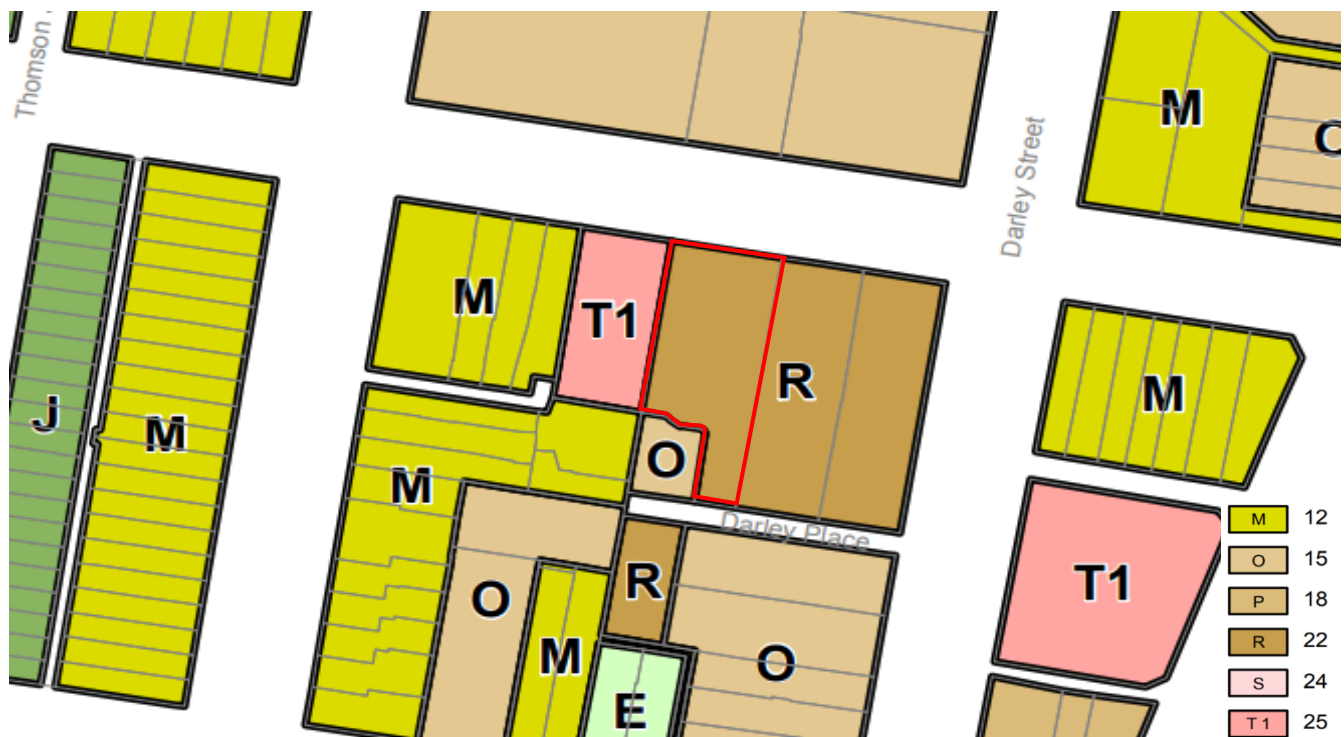 Thomson
Darley Street
M
O
M
T1
R
M
J
M
O
M
Darley Place
R
T1
O
M
O
E
M 12
O 15
P 18
R 22
S 24
T1 25